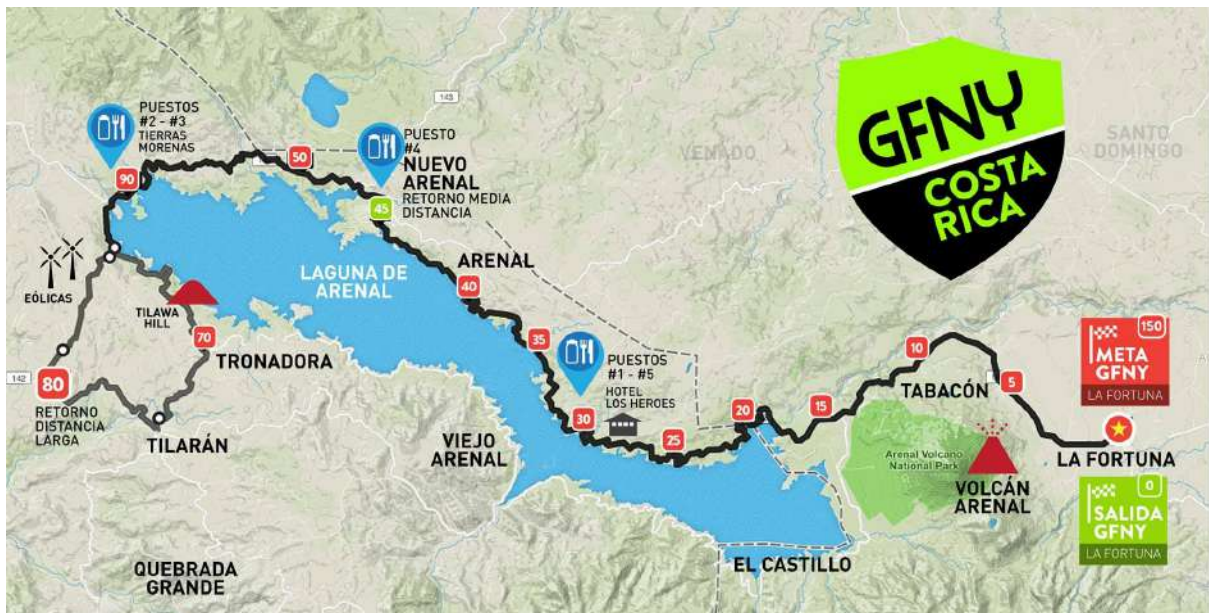 GFNY
COSTA
RICA
143
VENADO
SANTO
DOMINGO
PUESTOS
#2 - #3
TIERRAS
MORENAS
90
50
PUESTO
#4
NUEVO
ARENAL
RETORNO MEDIA
DISTANCIA
45
LAGUNA DE
ARENAL
ARENAL
40
EÓLICAS
TILAWA
HILL
70
TRONADORA
35
PUESTOS
#1 - #5
HOTEL
LOS HEROES
30
25
20
15
10
TABACÓN
5
150
META
GFNY
LA FORTUNA
142
80
RETORNO
DISTANCIA
LARGA
TILARÁN
VIEJO
ARENAL
Arenal Volcano
National Park
VOLCÁN
ARENAL
LA FORTUNA
0
SALIDA
GFNY
LA FORTUNA
EL CASTILLO
QUEBRADA
GRANDE